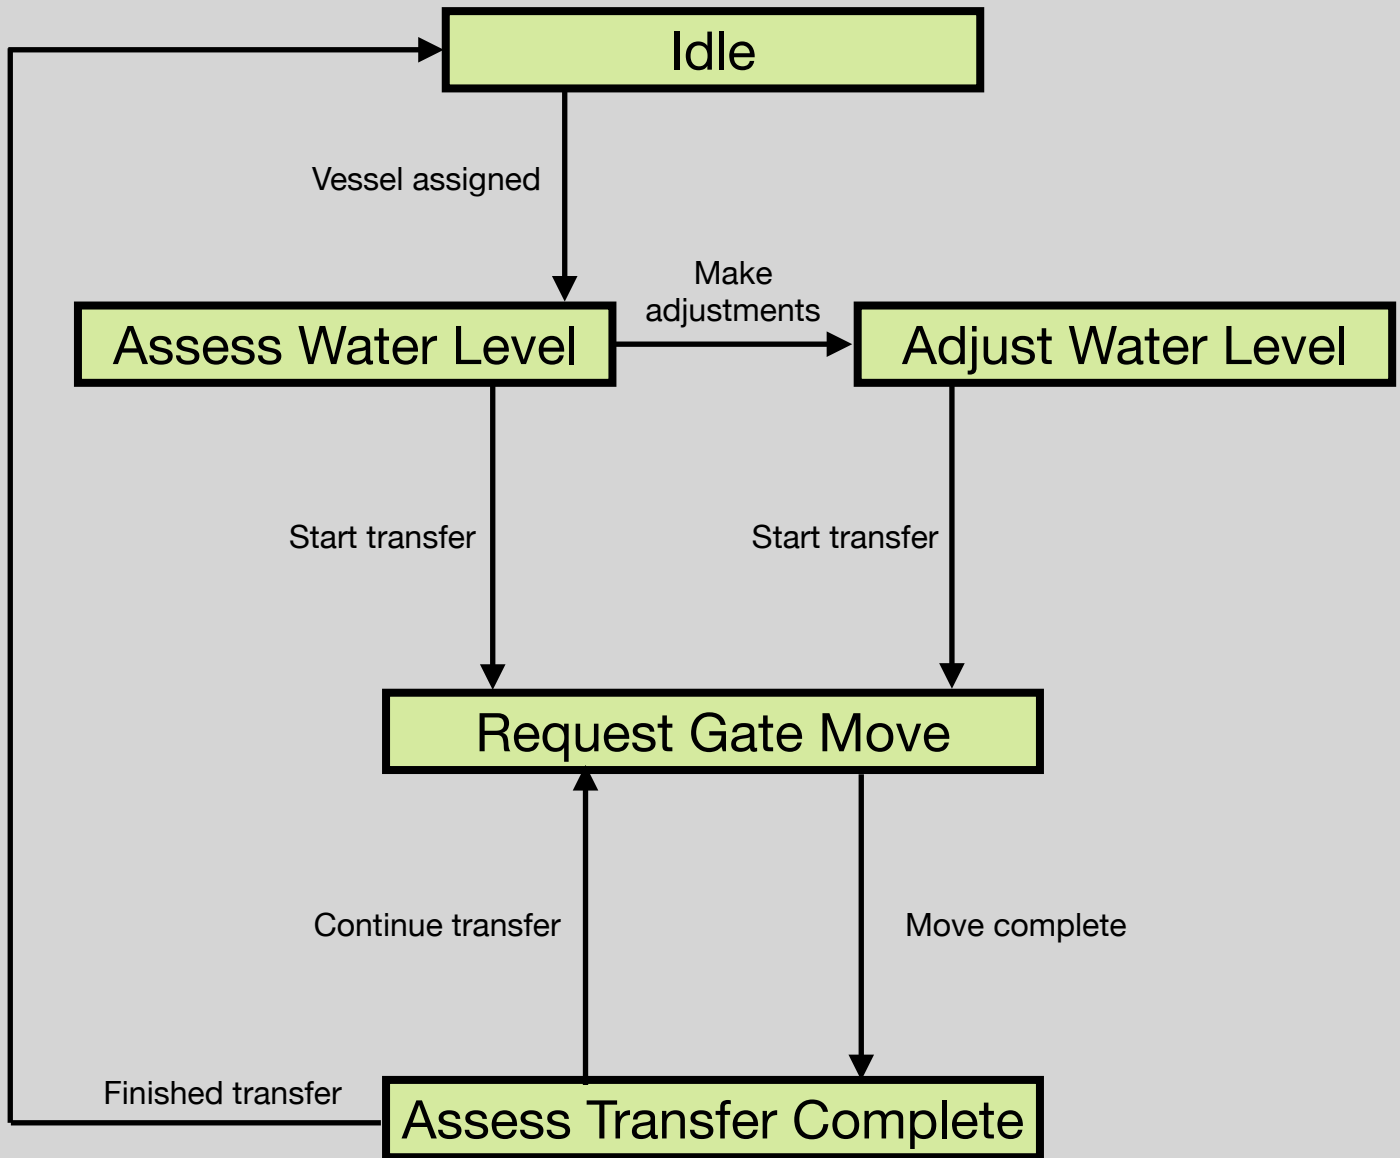 Idle
Vessel assigned
Make
adjustments
Assess Water Level
Adjust Water Level
Start transfer
Start transfer
Request Gate Move
Continue transfer
Move complete
Finished transfer
Assess Transfer Complete